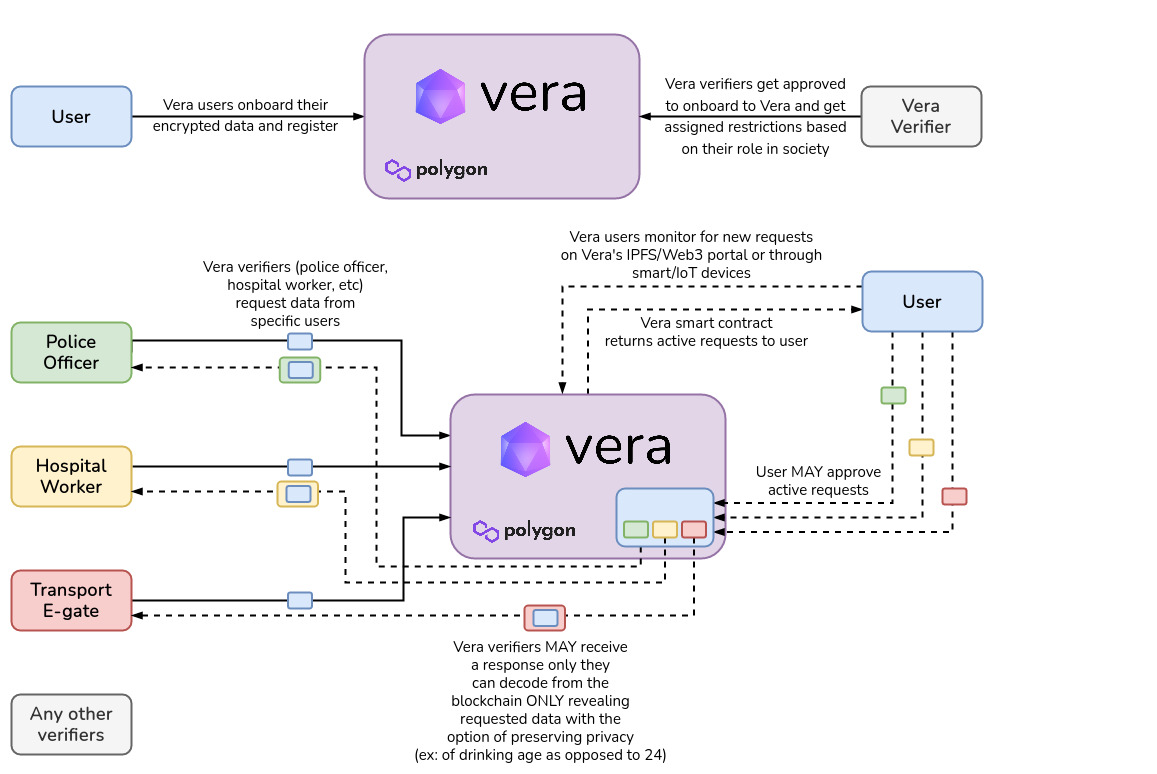 User
Vera users onboard their
encrypted data and register
vera
polygon
Vera verifiers get approved
to onboard to Vera and get
assigned restrictions based
on their role in society
Vera
Verifier
Vera users monitor for new requests
on Vera's IPFS/Web3 portal or through
smart/IoT devices
User
Vera smart contract
returns active requests to user
Vera verifiers (police officer,
hospital worker, etc)
request data from
specific users
Police
Officer
Hospital
Worker
vera
polygon
User MAY approve
active requests
Transport
E-gate
Vera verifiers MAY receive
a response only they
can decode from the
blockchain ONLY revealing
requested data with the
option of preserving privacy
(ex: of drinking age as opposed to 24)
Any other
verifiers